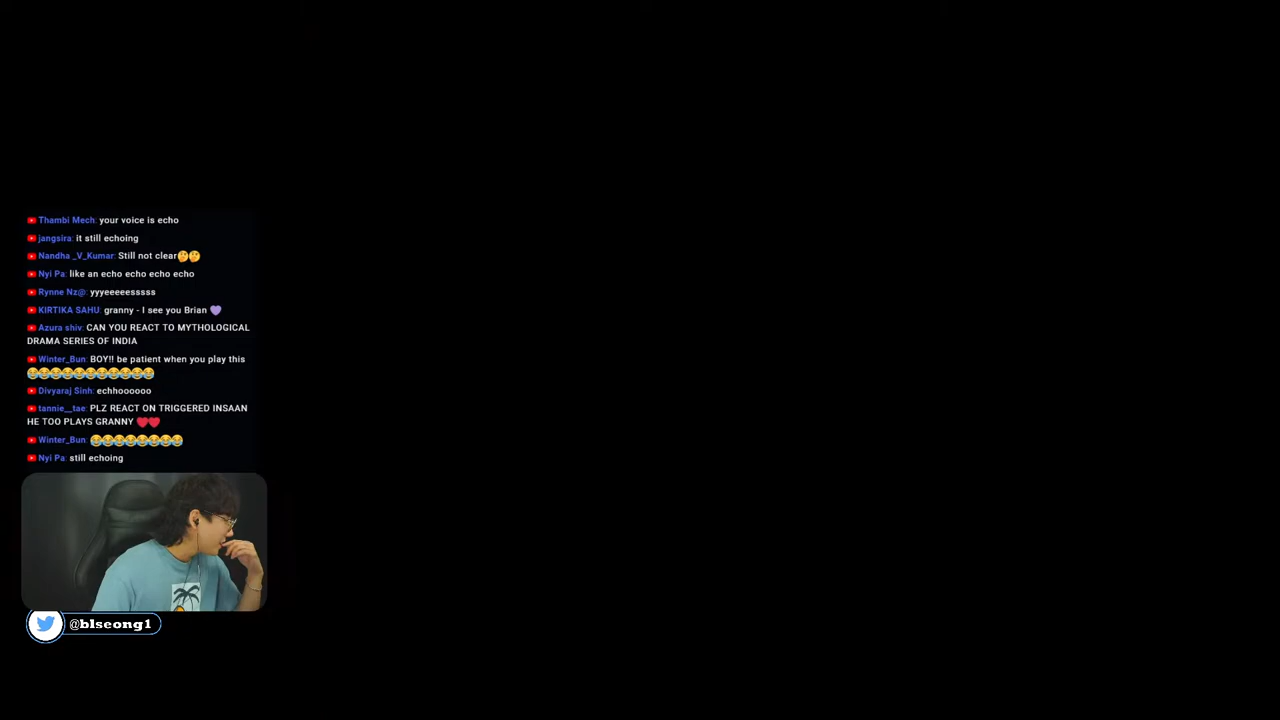 Thambi Mech: your voice is echo
jangsira: it still echoing
Nandha _V_Kumar: Still not clear🤔🤔
Nyi Pa: like an echo echo echo echo
Rynne Nz@: yyyeeeeesssss
KIRTIKA SAHU: granny - I see you Brian 💜
Azura shiv: CAN YOU REACT TO MYTHOLOGICAL
DRAMA SERIES OF INDIA
Winter_Bun: BOY!! be patient when you play this
😂😂😂😂😂😂😂😂😂😂😂
Divyaraj Sinh: echhoooooo
tannie__tae: PLZ REACT ON TRIGGERED INSAAN
HE TOO PLAYS GRANNY ❤❤
Winter_Bun: 😂😂😂😂😂😂😂😂
Nyi Pa: still echoing
@blseong1